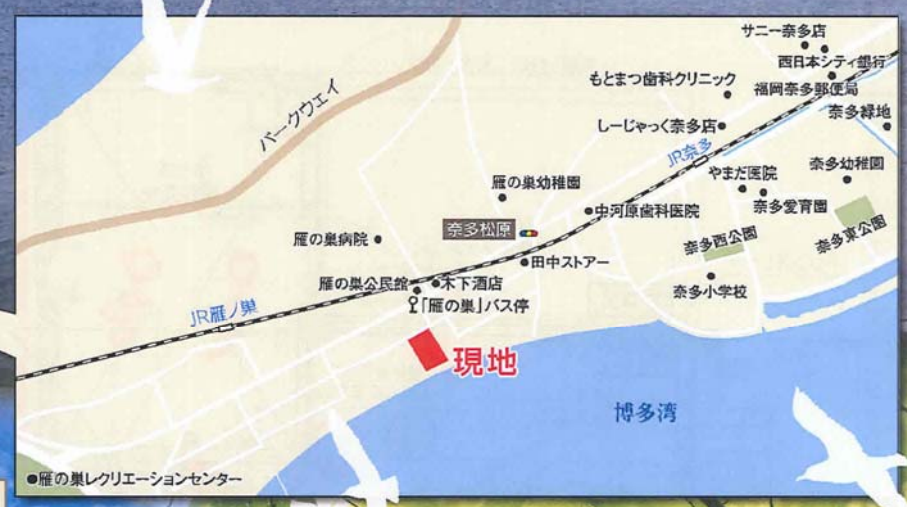 サニー奈多店
西日本シティ銀行
もとまつ歯科クリニック
福岡奈多郵便局
奈多緑地
パークウェイ
しーじゃっく奈多店
JR奈多
やまだ医院
奈多幼稚園
雁の巣幼稚園
奈多愛育園
中河原歯科医院
奈多松原
雁の巣病院
奈多西公園
奈多東公園
田中ストアー
雁の巣公民館
木下酒店
奈多小学校
「雁の巣」バス停
JR雁ノ巣
現地
博多湾
雁の巣レクリエーションセンター